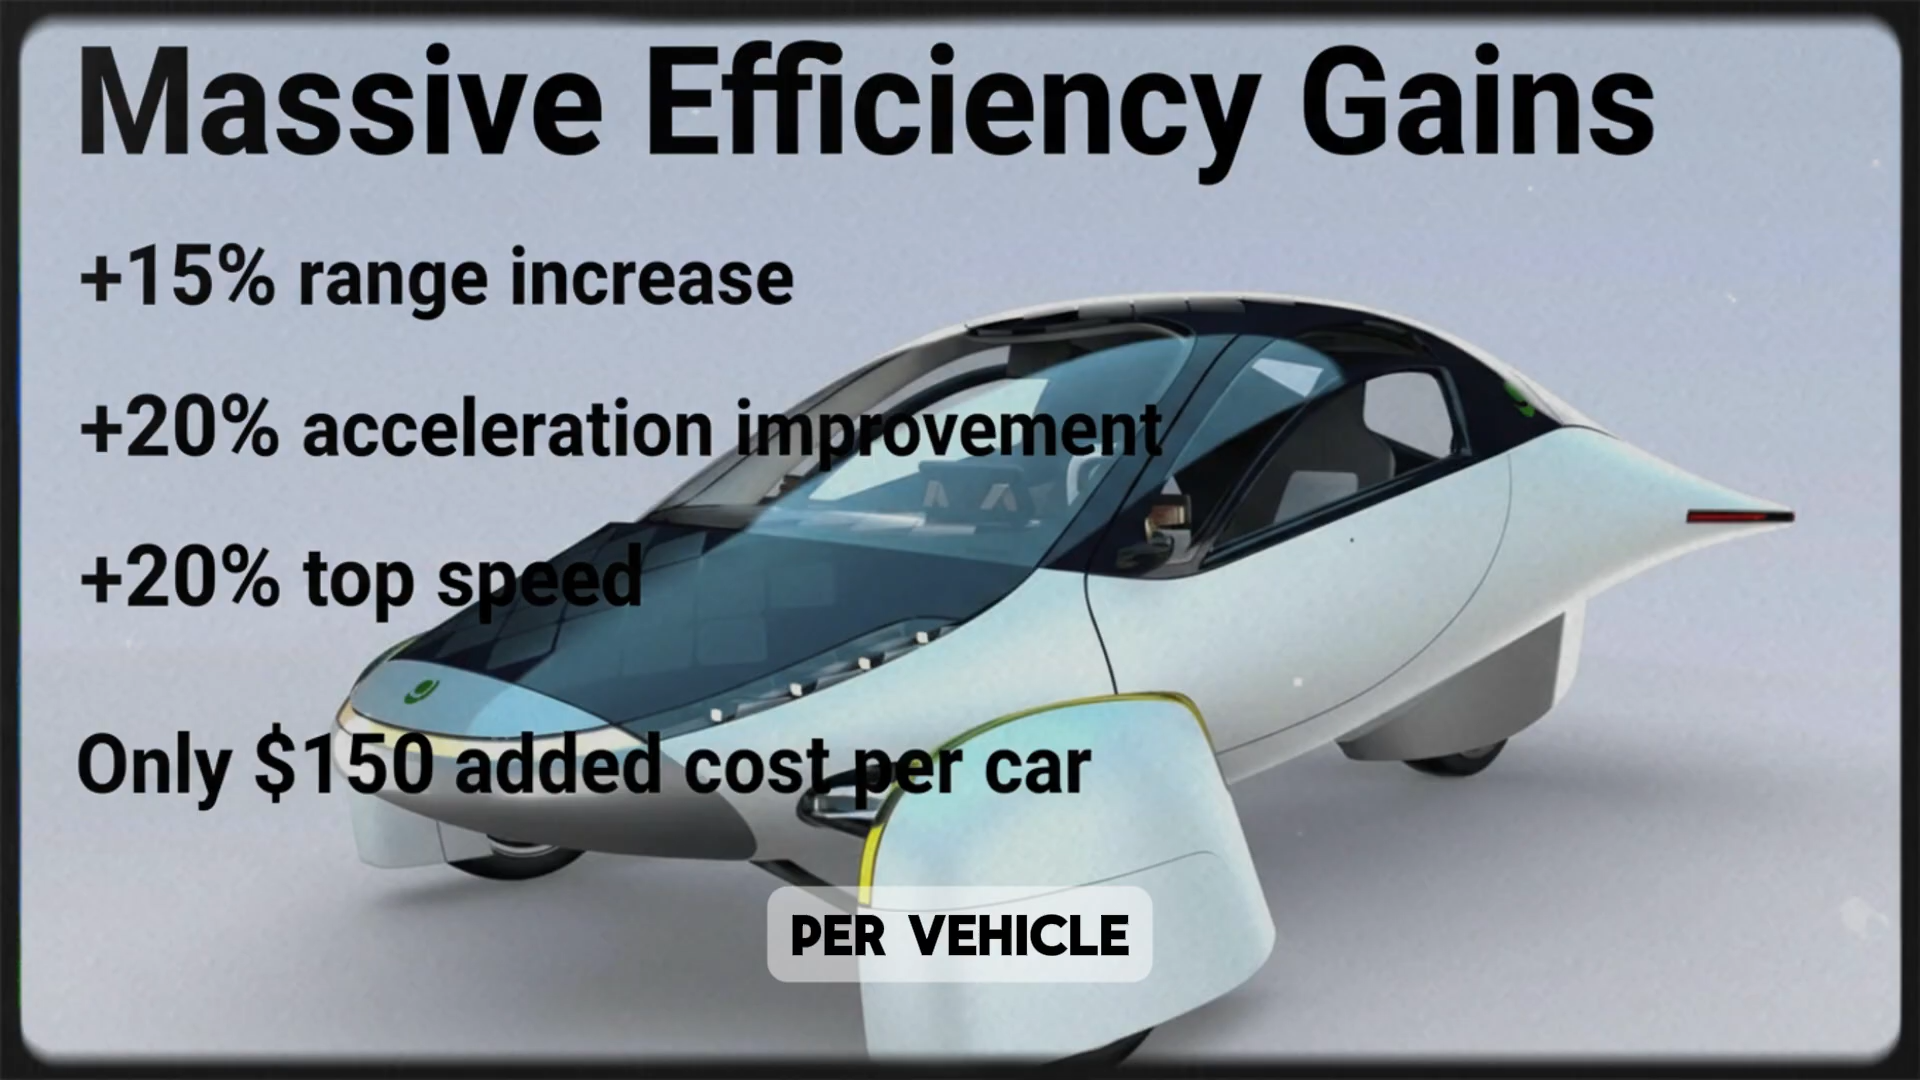 Massive Efficiency Gains
+15% range increase
+20% acceleration improvement
+20% top speed
Only $150 added cost per car
PER VEHICLE